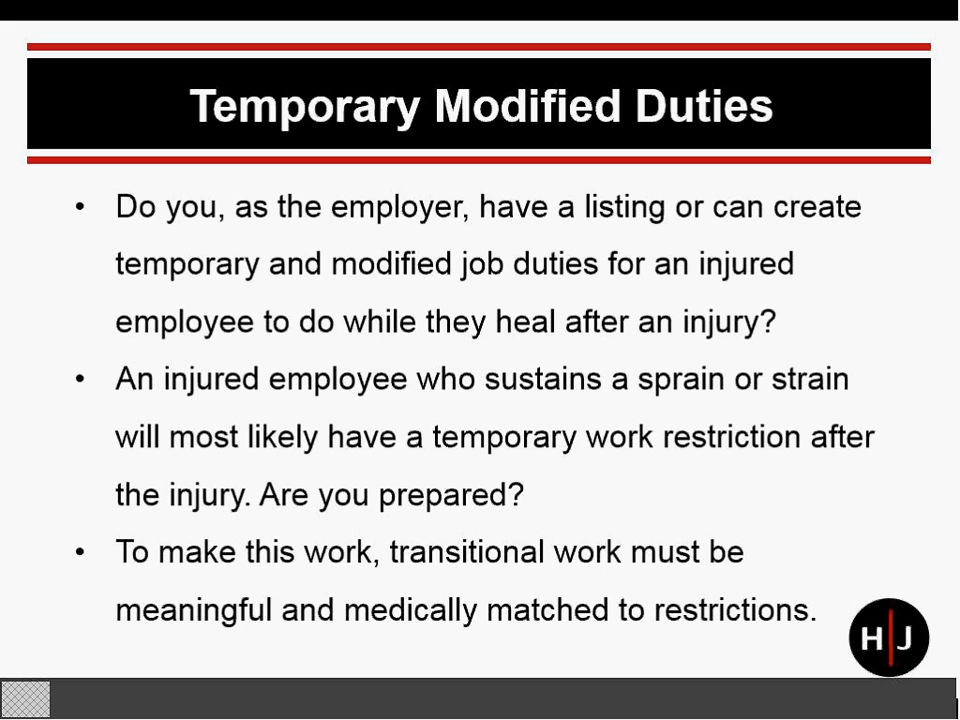 Temporary Modified Duties
• Do you, as the employer, have a listing or can create
temporary and modified job duties for an injured
employee to do while they heal after an injury?
• An injured employee who sustains a sprain or strain
will most likely have a temporary work restriction after
the injury. Are you prepared?
• To make this work, transitional work must be
meaningful and medically matched to restrictions.
H|J